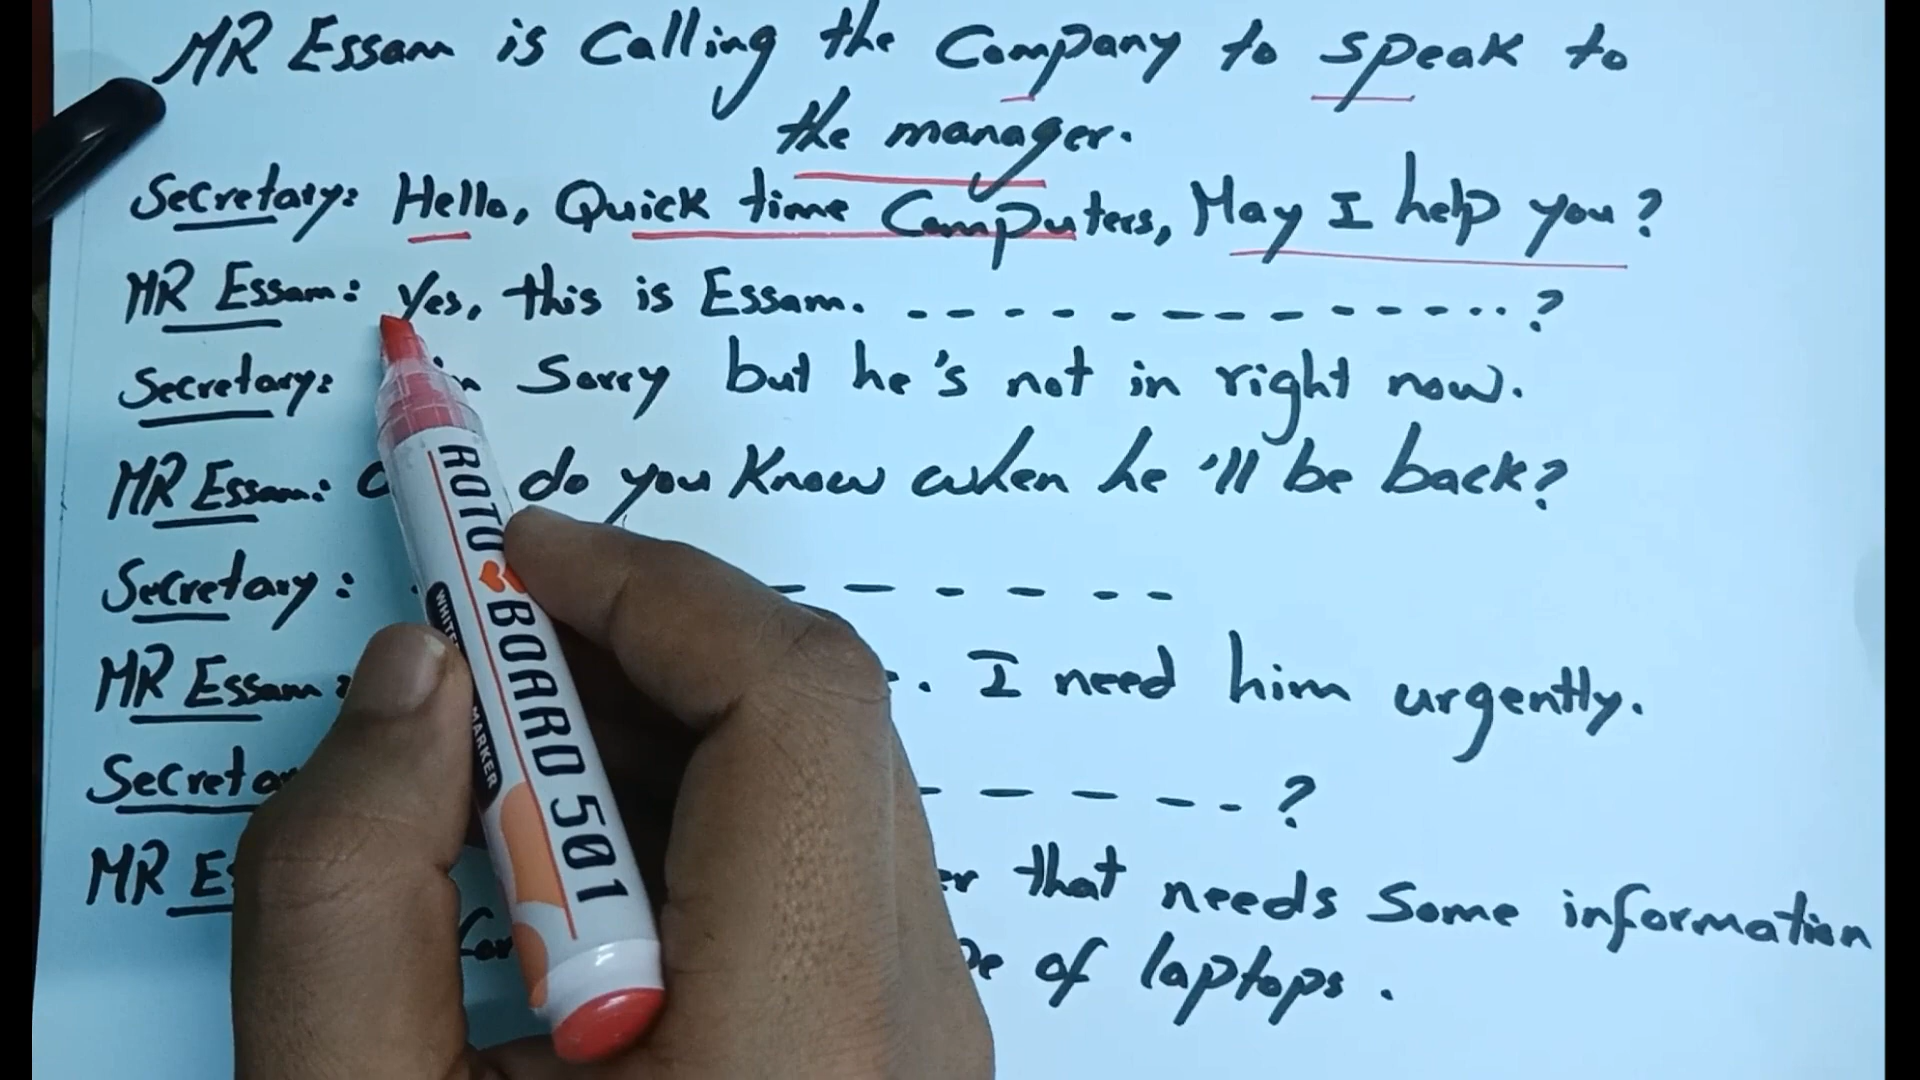 MR Essam is Calling the Company to speak to
the manager.
Secretary: Hello, Quick time Computers, May I help you?
MR Essam: Yes, this is Essam. - - - - - - - - - - - - - ?
Secretary: Sorry but he's not in right now.
MR Essam: do you Know when he'll be back?
Secretary: - - - - - -
MR Essam: . I need him urgently.
- - - - - ?
MR that needs Some information
of laptops.
ROTO BOARD 501
MARKER